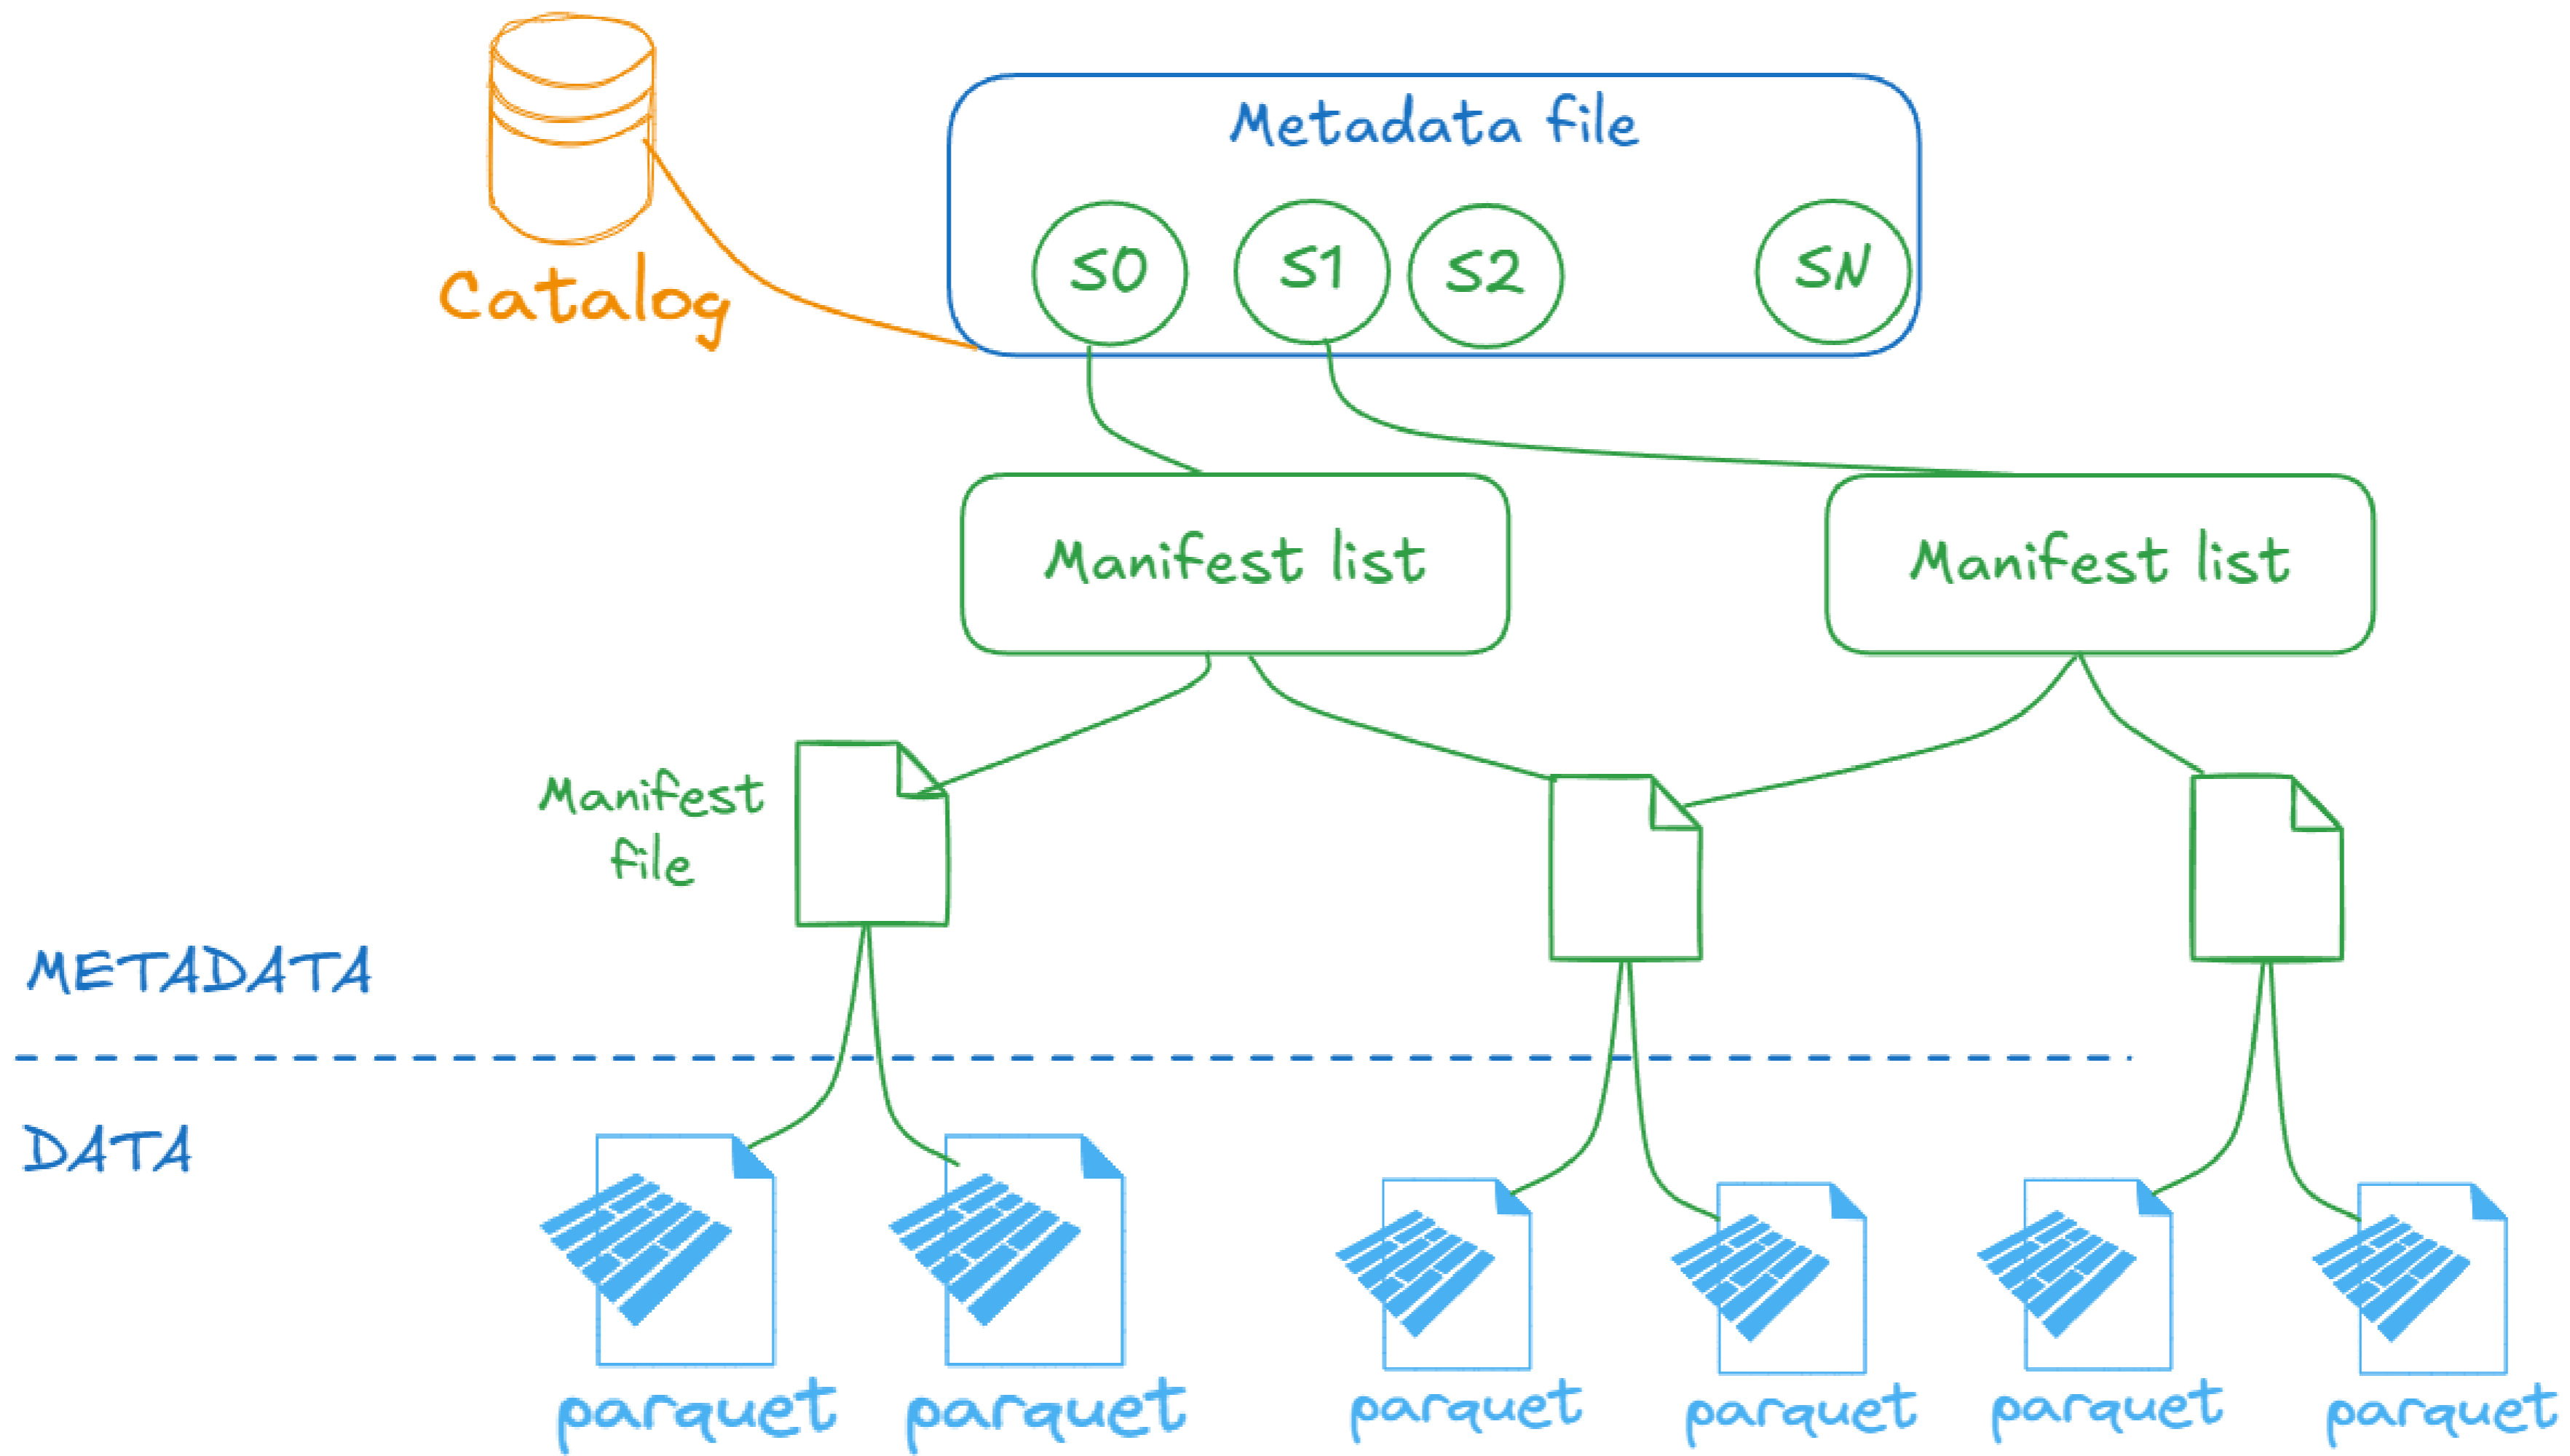 Metadata file
S0 S1 S2 SN
Catalog
Manifest list Manifest list
Manifest
file
METADATA
DATA
parquet parquet parquet parquet parquet parquet